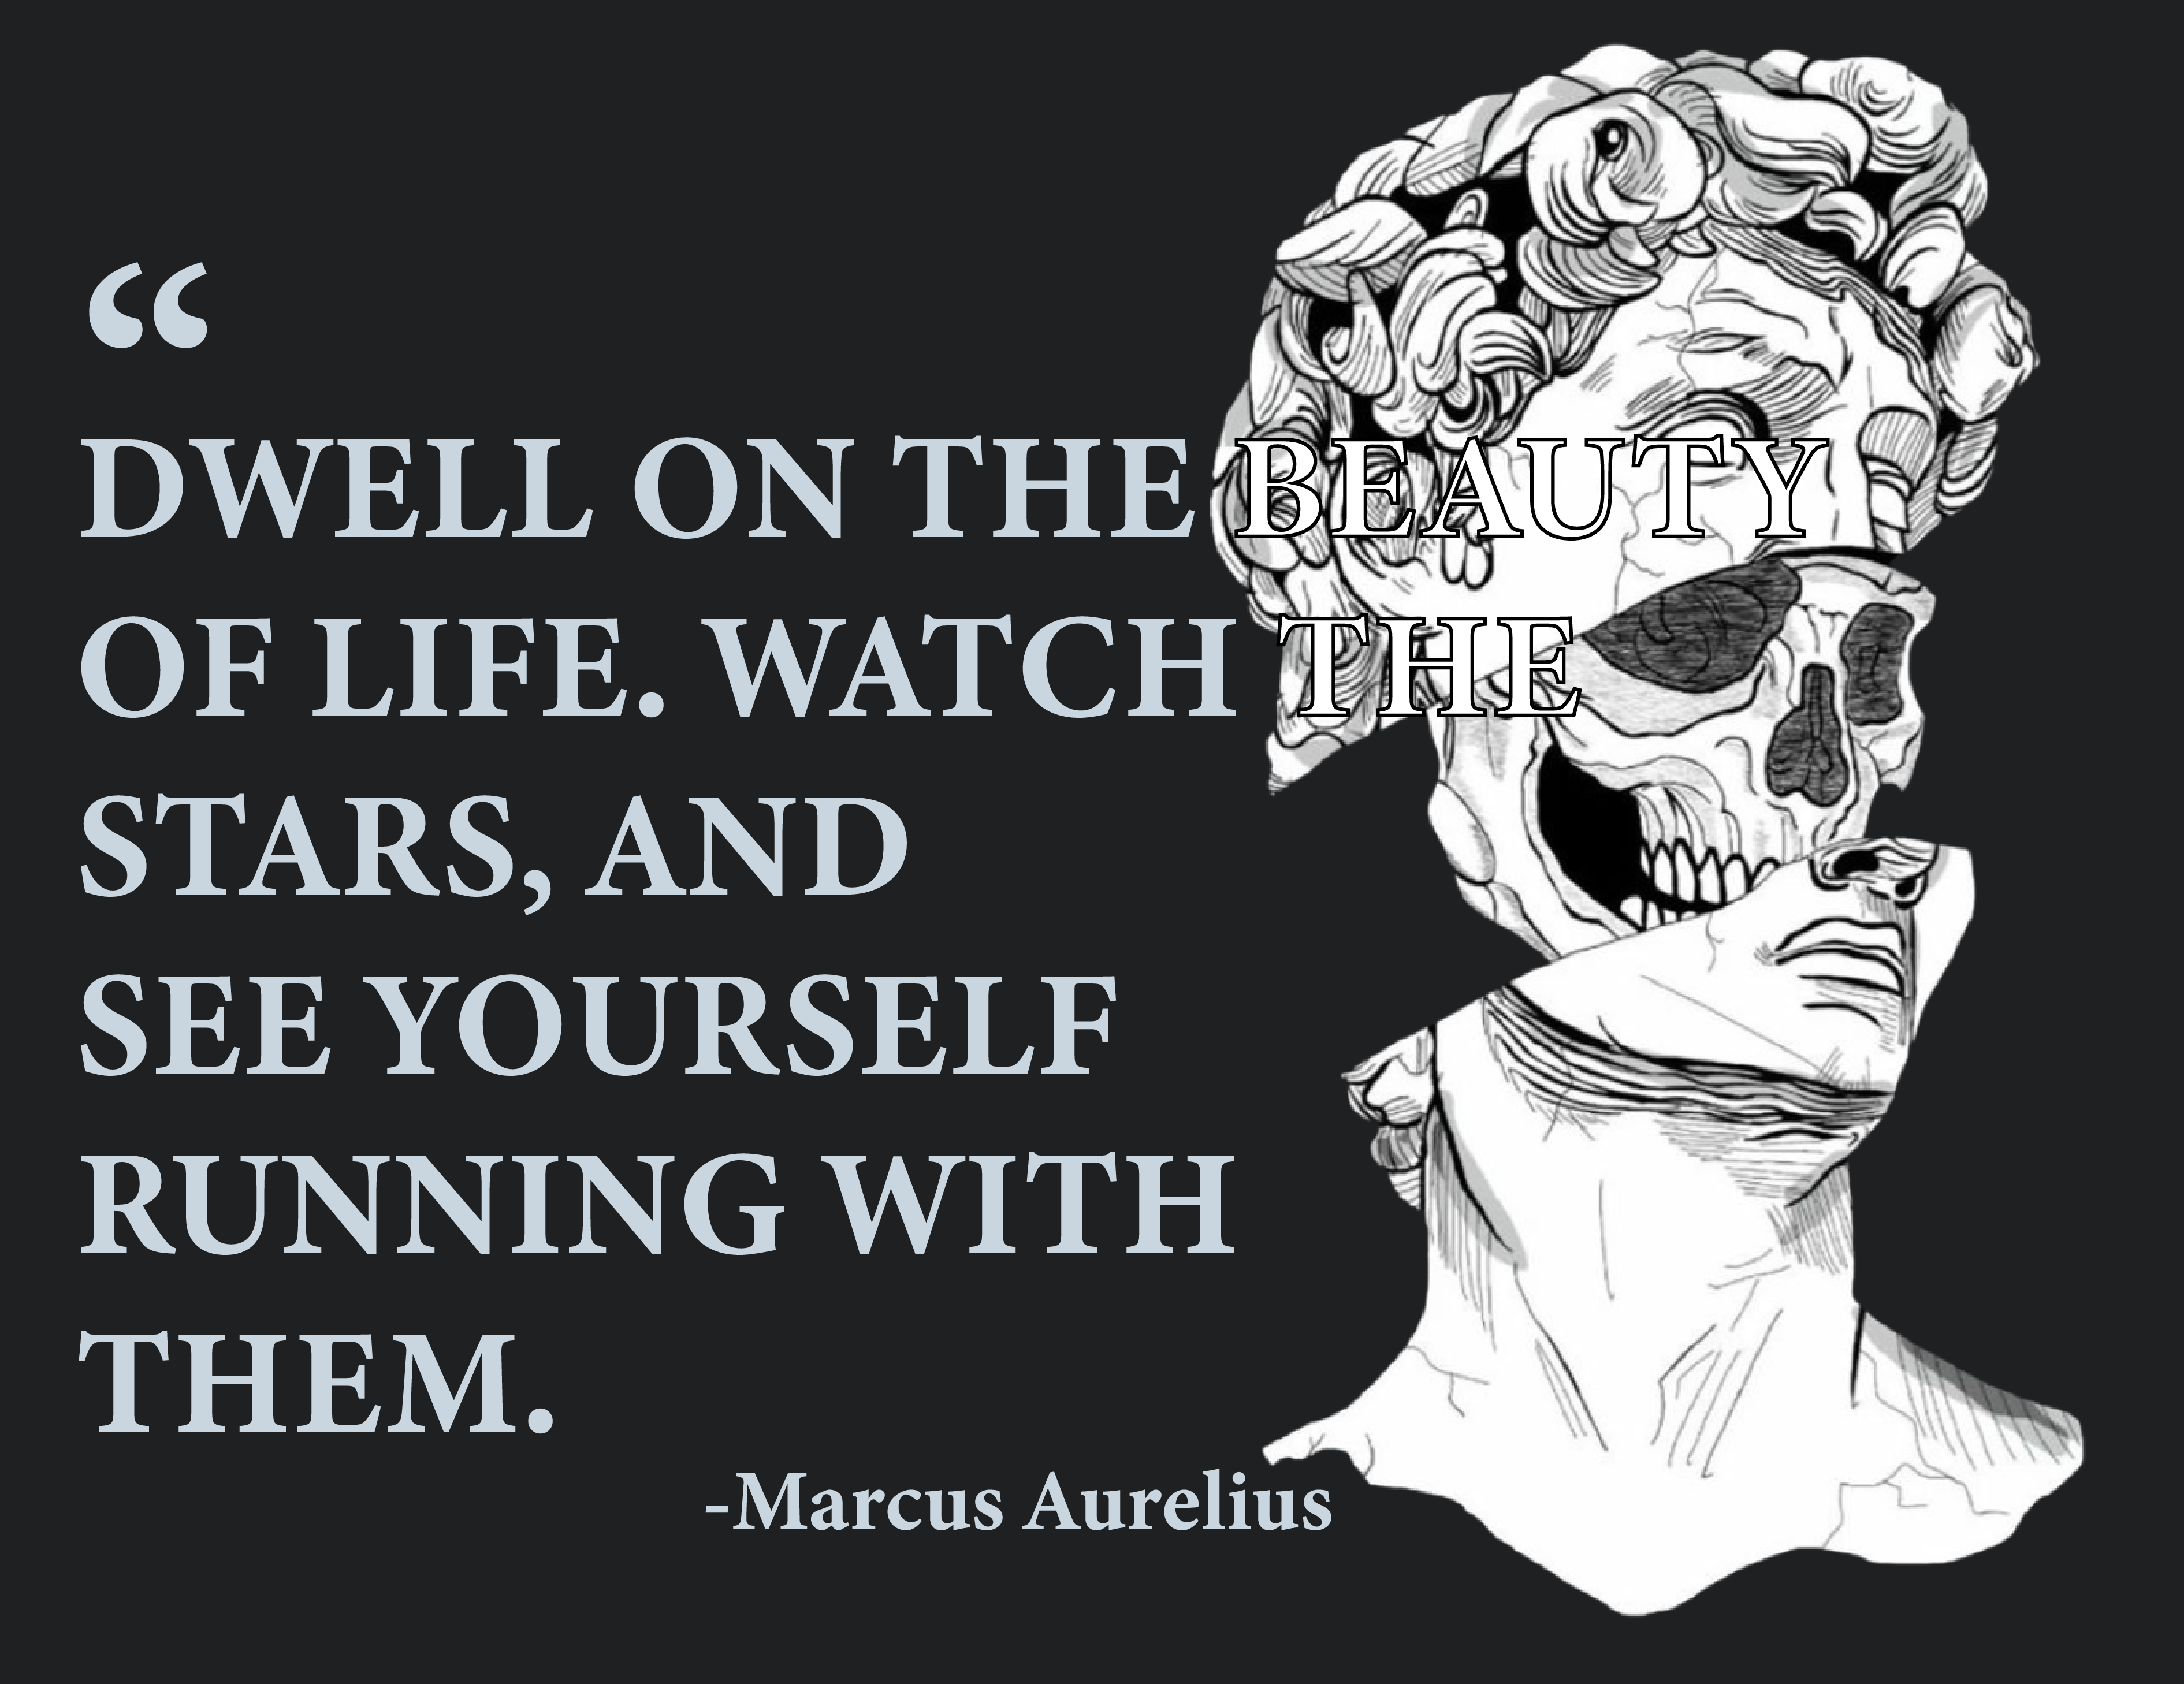 “
DWELL ON THE BEAUTY
OF LIFE. WATCH THE
STARS, AND
SEE YOURSELF
RUNNING WITH
THEM.
-Marcus Aurelius